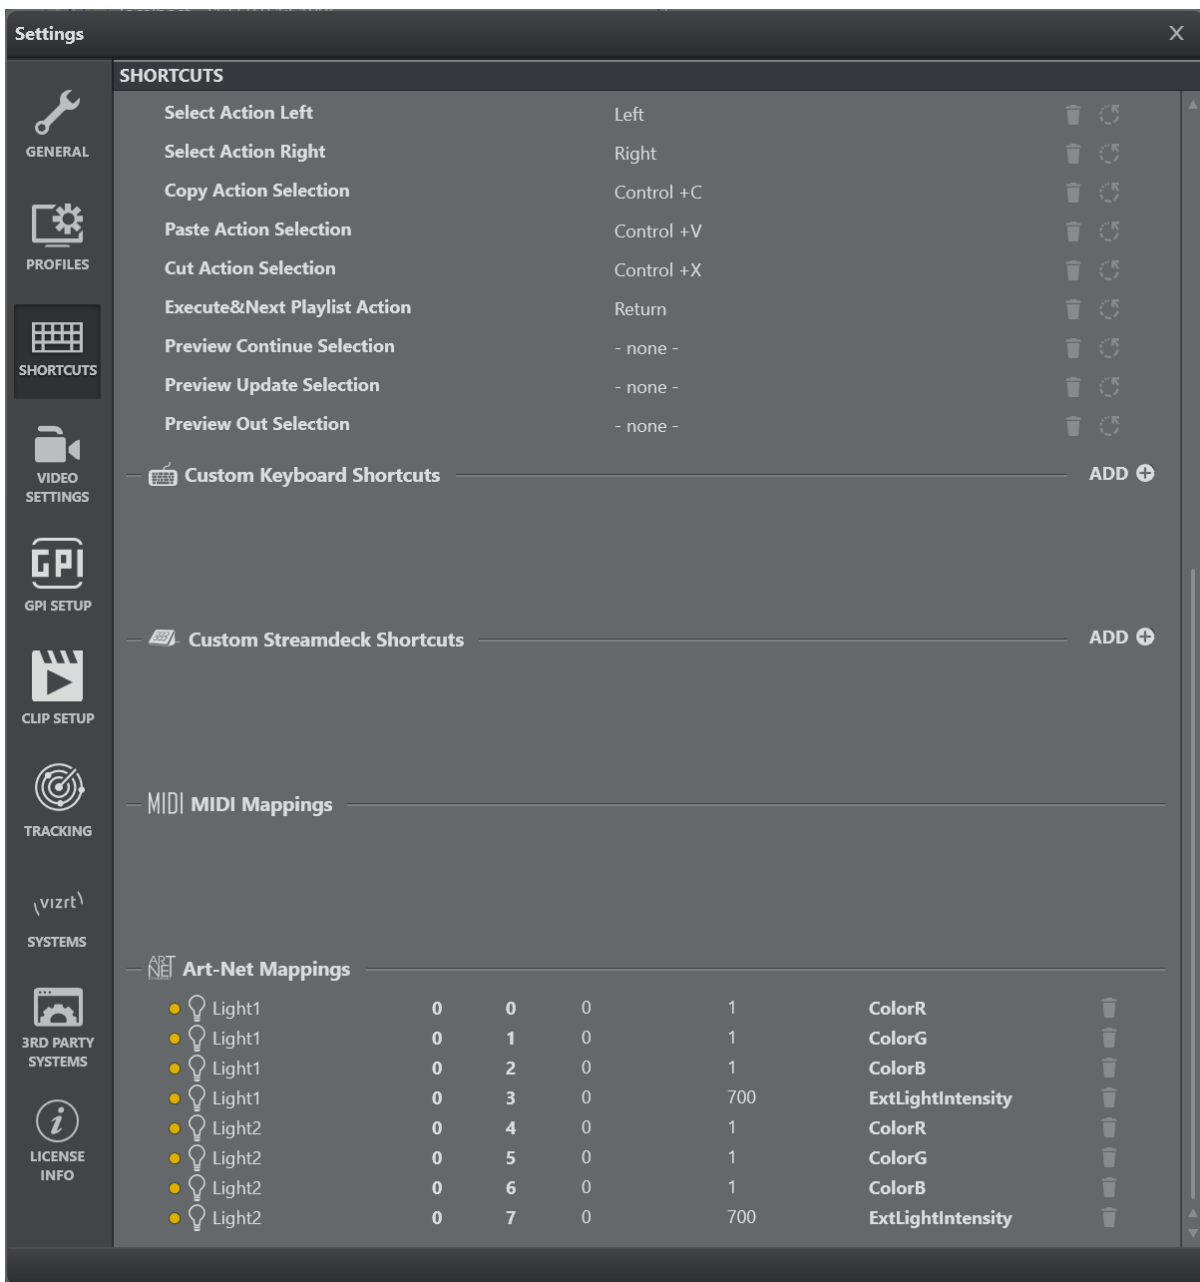 Settings X
SHORTCUTS
GENERAL
PROFILES
SHORTCUTS
VIDEO
SETTINGS
GPI
GPI SETUP
CLIP SETUP
TRACKING
vizrt
SYSTEMS
3RD PARTY
SYSTEMS
LICENSE
INFO
Select Action Left Left
Select Action Right Right
Copy Action Selection Control +C
Paste Action Selection Control +V
Cut Action Selection Control +X
Execute&Next Playlist Action Return
Preview Continue Selection - none -
Preview Update Selection - none -
Preview Out Selection - none -
Custom Keyboard Shortcuts ADD
Custom Streamdeck Shortcuts ADD
MIDI MIDI Mappings
ART NET Art-Net Mappings
Light1 0 0 0 1 ColorR
Light1 0 1 0 1 ColorG
Light1 0 2 0 1 ColorB
Light1 0 3 0 700 ExtLightIntensity
Light2 0 4 0 1 ColorR
Light2 0 5 0 1 ColorG
Light2 0 6 0 1 ColorB
Light2 0 7 0 700 ExtLightIntensity